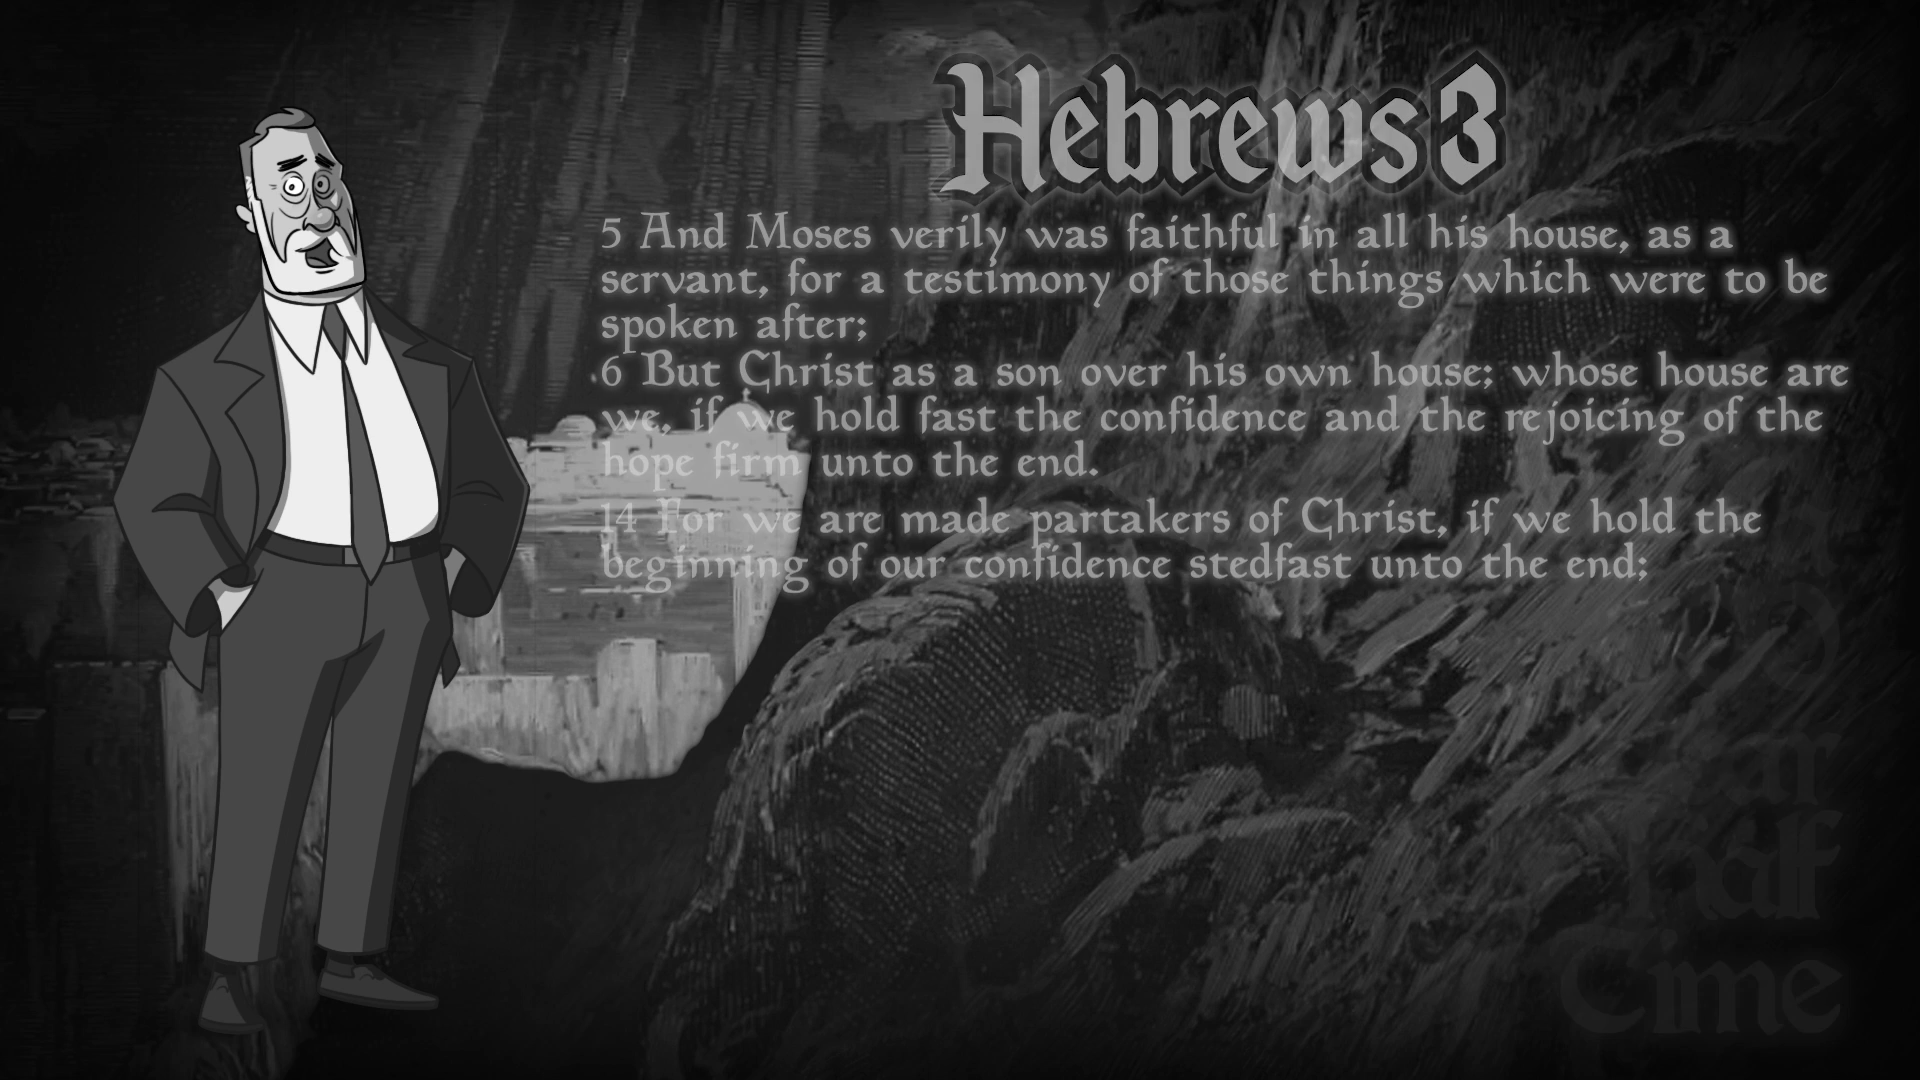 Hebrews 3
5 And Moses verily was faithful in all his house, as a
servant, for a testimony of those things which were to be
spoken after;
6 But Christ as a son over his own house; whose house are
we, if we hold fast the confidence and the rejoicing of the
hope firm unto the end.
14 For we are made partakers of Christ, if we hold the
beginning of our confidence stedfast unto the end;
Half
Time